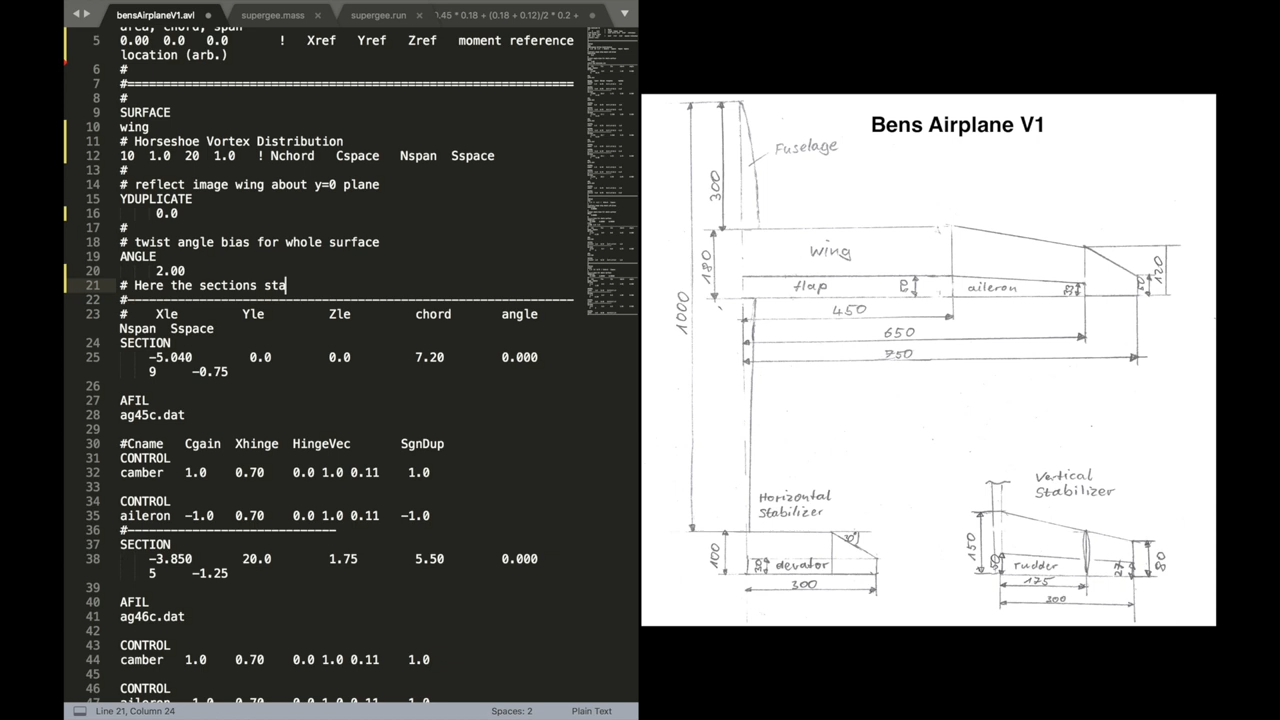 bensAirplaneV1.avl
supergee.mass
supergee.run
0.45 * 0.18 + (0.18 + 0.12)/2 * 0.2 +
area, chord, span
5 0.00 0.0 0.0 ! Xref Yref Zref moment reference
location (arb.)
6 #
7 #==============================================================
8 #
9 SURFACE
10 wing
11 # Horseshoe Vortex Distribution
12 10 1.0 20 1.0 ! Nchord Cspace Nspan Sspace
13 #
14 # reflect image wing about y=0 plane
15 YDUPLICATE
16 0.0
17 #
18 # twist angle bias for whole surface
19 ANGLE
20 2.00
21 # Here the sections sta
22 #--------------------------------------------------------------
23 # Xle Yle Zle chord angle
Nspan Sspace
24 SECTION
25 -5.040 0.0 0.0 7.20 0.000
9 -0.75
26
27 AFIL
28 ag45c.dat
30 #Cname Cgain Xhinge HingeVec SgnDup
31 CONTROL
32 camber 1.0 0.70 0.0 1.0 0.11 1.0
33
34 CONTROL
35 aileron -1.0 0.70 0.0 1.0 0.11 -1.0
36 #-----------------------------
37 SECTION
38 -3.850 20.0 1.75 5.50 0.000
5 -1.25
39
40 AFIL
41 ag46c.dat
42
43 CONTROL
44 camber 1.0 0.70 0.0 1.0 0.11 1.0
45
46 CONTROL
Line 21, Column 24
Spaces: 2
Plain Text
Bens Airplane V1
Fuselage
300
wing
180
120
flap
aileron
450
1000
650
750
Horizontal
Stabilizer
Vertical
Stabilizer
150
100
30
elevator
rudder
27
80
300
175
300